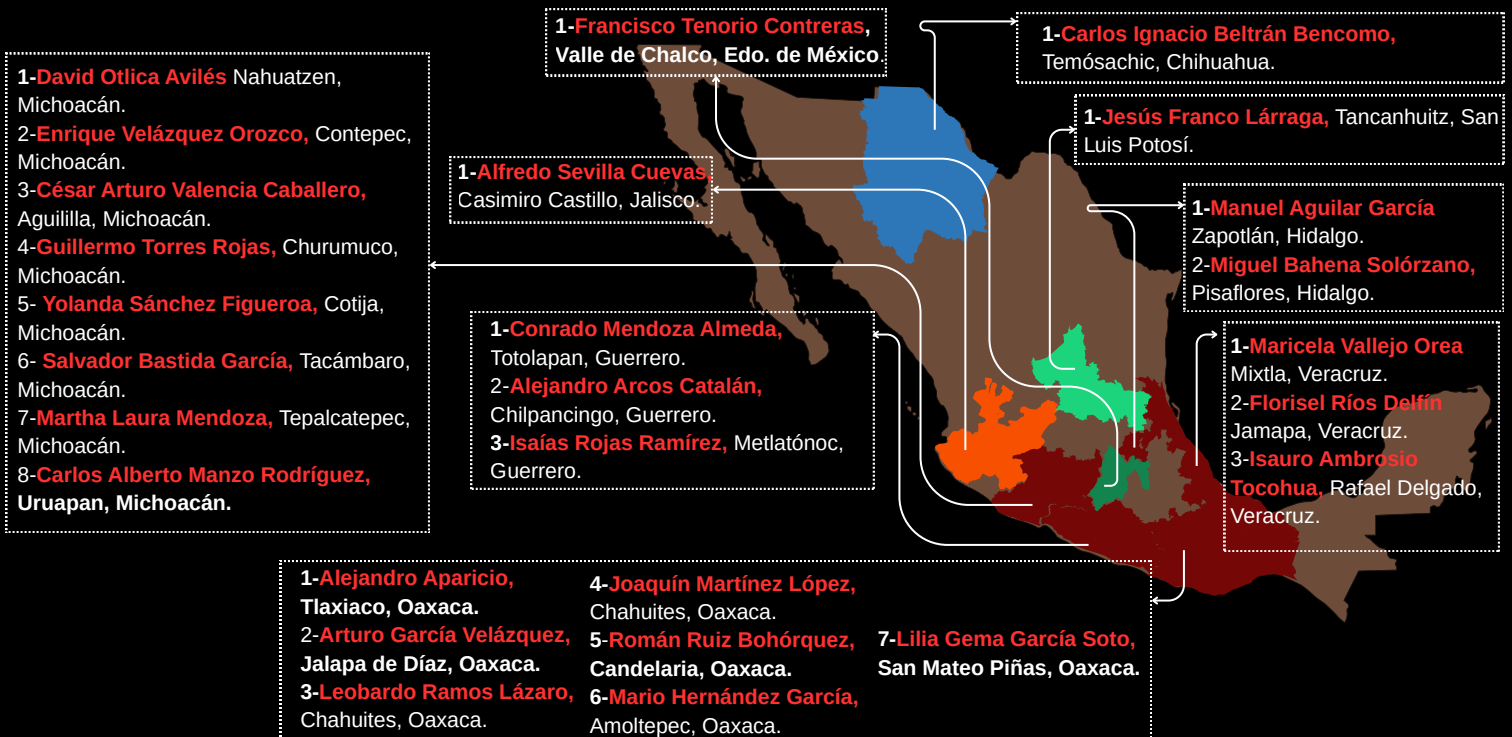 1-Francisco Tenorio Contreras,
Valle de Chalco, Edo. de México.
1-Carlos Ignacio Beltrán Bencomo,
Temósachic, Chihuahua.
1-David Otlica Avilés Nahuatzen,
Michoacán.
2-Enrique Velázquez Orozco, Contepec,
Michoacán.
3-César Arturo Valencia Caballero,
Aguililla, Michoacán.
4-Guillermo Torres Rojas, Churumuco,
Michoacán.
5- Yolanda Sánchez Figueroa, Cotija,
Michoacán.
6- Salvador Bastida García, Tacámbaro,
Michoacán.
7-Martha Laura Mendoza, Tepalcatepec,
Michoacán.
8-Carlos Alberto Manzo Rodríguez,
Uruapan, Michoacán.
1-Jesús Franco Lárraga, Tancanhuitz, San
Luis Potosí.
1-Alfredo Sevilla Cuevas,
Casimiro Castillo, Jalisco.
1-Manuel Aguilar García
Zapotlán, Hidalgo.
2-Miguel Bahena Solórzano,
Pisaflores, Hidalgo.
1-Conrado Mendoza Almeda,
Totolapan, Guerrero.
2-Alejandro Arcos Catalán,
Chilpancingo, Guerrero.
3-Isaías Rojas Ramírez, Metlatónoc,
Guerrero.
1-Maricela Vallejo Orea
Mixtla, Veracruz.
2-Florisel Ríos Delfín
Jamapa, Veracruz.
3-Isauro Ambrosio
Tocohua, Rafael Delgado,
Veracruz.
1-Alejandro Aparicio,
Tlaxiaco, Oaxaca.
2-Arturo García Velázquez,
Jalapa de Díaz, Oaxaca.
3-Leobardo Ramos Lázaro,
Chahuites, Oaxaca.
4-Joaquín Martínez López,
Chahuites, Oaxaca.
5-Román Ruiz Bohórquez,
Candelaria, Oaxaca.
6-Mario Hernández García,
Amoltepec, Oaxaca.
7-Lilia Gema García Soto,
San Mateo Piñas, Oaxaca.